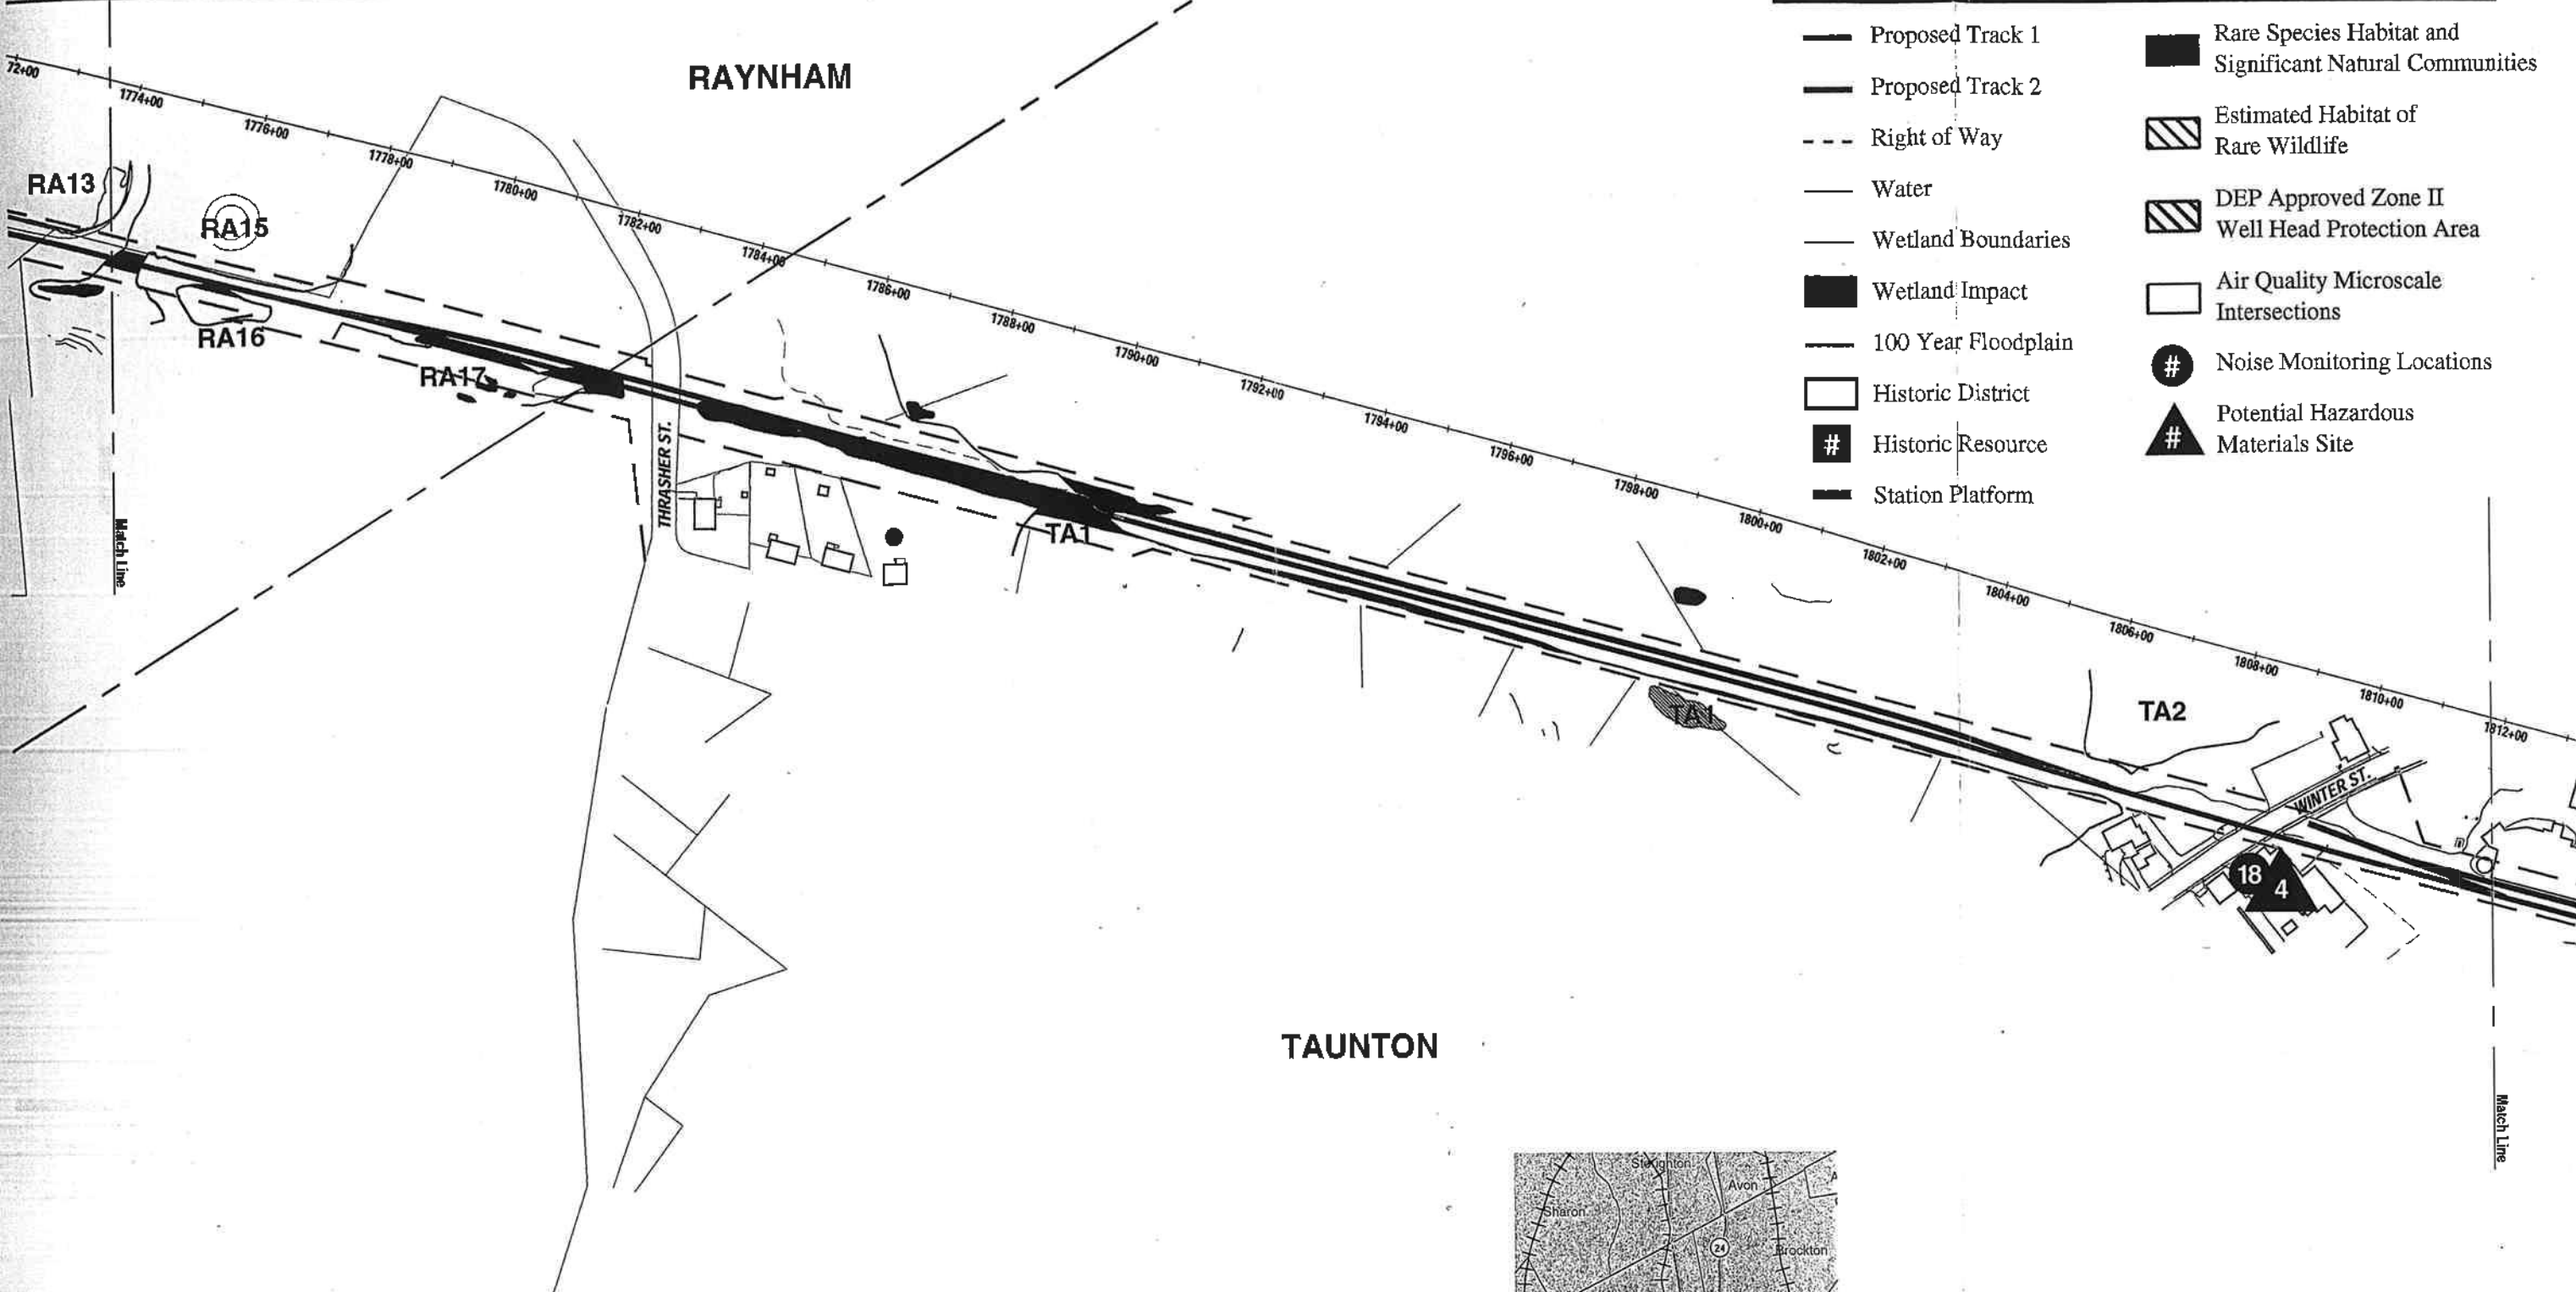 RAYNHAM
72+00
1774+00
1776+00
1778+00
1780+00
1782+00
1784+00
1786+00
1788+00
1790+00
1792+00
1794+00
1796+00
1798+00
1800+00
1802+00
1804+00
1806+00
1808+00
1810+00
1812+00
RA13
RA15
RA16
RA17
Match Line
THRASHER ST.
TA1
TA1
TA2
WINTER ST.
18
4
TAUNTON
Match Line
Proposed Track 1
Proposed Track 2
Right of Way
Water
Wetland Boundaries
Wetland Impact
100 Year Floodplain
Historic District
# Historic Resource
Station Platform
Rare Species Habitat and
Significant Natural Communities
Estimated Habitat of
Rare Wildlife
DEP Approved Zone II
Well Head Protection Area
Air Quality Microscale
Intersections
# Noise Monitoring Locations
# Potential Hazardous
Materials Site
Stoughton
Avon
Sharon
24
Brockton